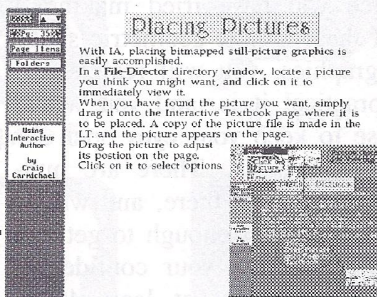 Placing Pictures
Page Items
Folders
Using
Interactive
Author
by
Craig
Carmichael
With IA, placing bitmapped still-picture graphics is
easily accomplished.
In a File-Director directory window, locate a picture
you think you might want, and click on it to
immediately view it.
When you have found the picture you want, simply
drag it onto the Interactive Textbook page where it is
to be placed. A copy of the picture file is made in the
I.T. and the picture appears on the page.
Drag the picture to adjust
its postion on the page.
Click on it to select options.